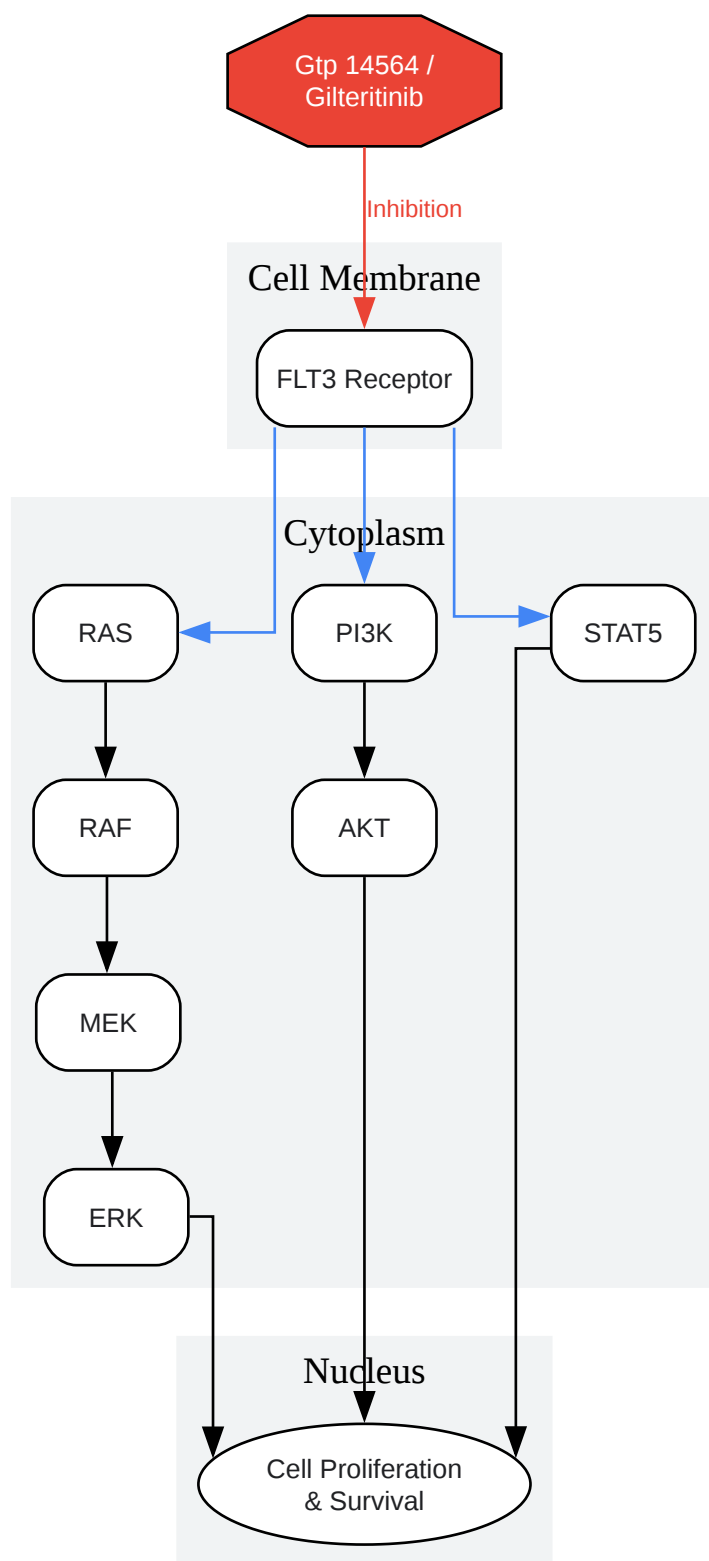 Gtp 14564 /
Gilteritinib
Inhibition
Cell Membrane
FLT3 Receptor
Cytoplasm
RAS
PI3K
STAT5
RAF
AKT
MEK
ERK
Nucleus
Cell Proliferation
& Survival